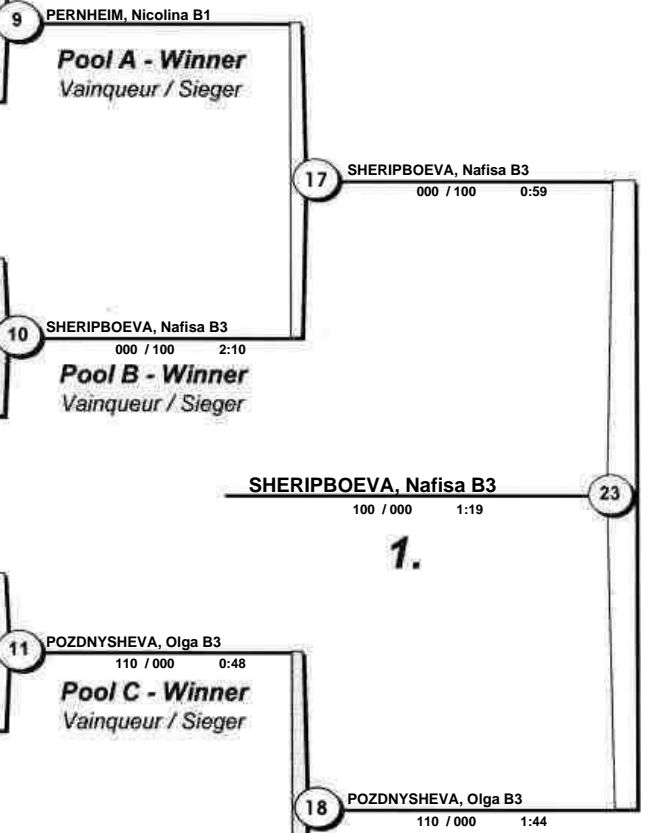 9 PERNHEIM, Nicolina B1
Pool A - Winner
Vainqueur / Sieger
17 SHERIPBOEVA, Nafisa B3
000 / 100 0:59
10 SHERIPBOEVA, Nafisa B3
000 / 100 2:10
Pool B - Winner
Vainqueur / Sieger
SHERIPBOEVA, Nafisa B3 23
100 / 000 1:19
1.
11 POZDNYSHEVA, Olga B3
110 / 000 0:48
Pool C - Winner
Vainqueur / Sieger
18 POZDNYSHEVA, Olga B3
110 / 000 1:44